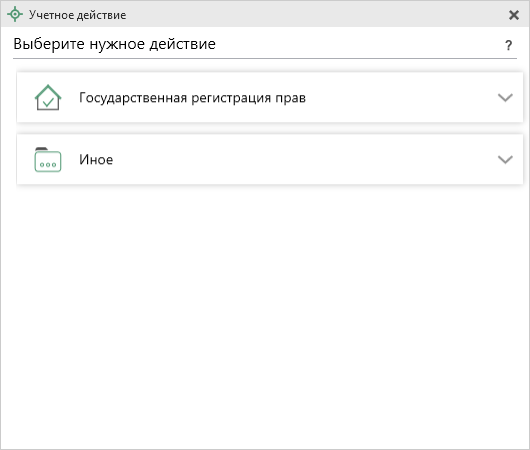 Учетное действие
Выберите нужное действие
?
Государственная регистрация прав
Иное